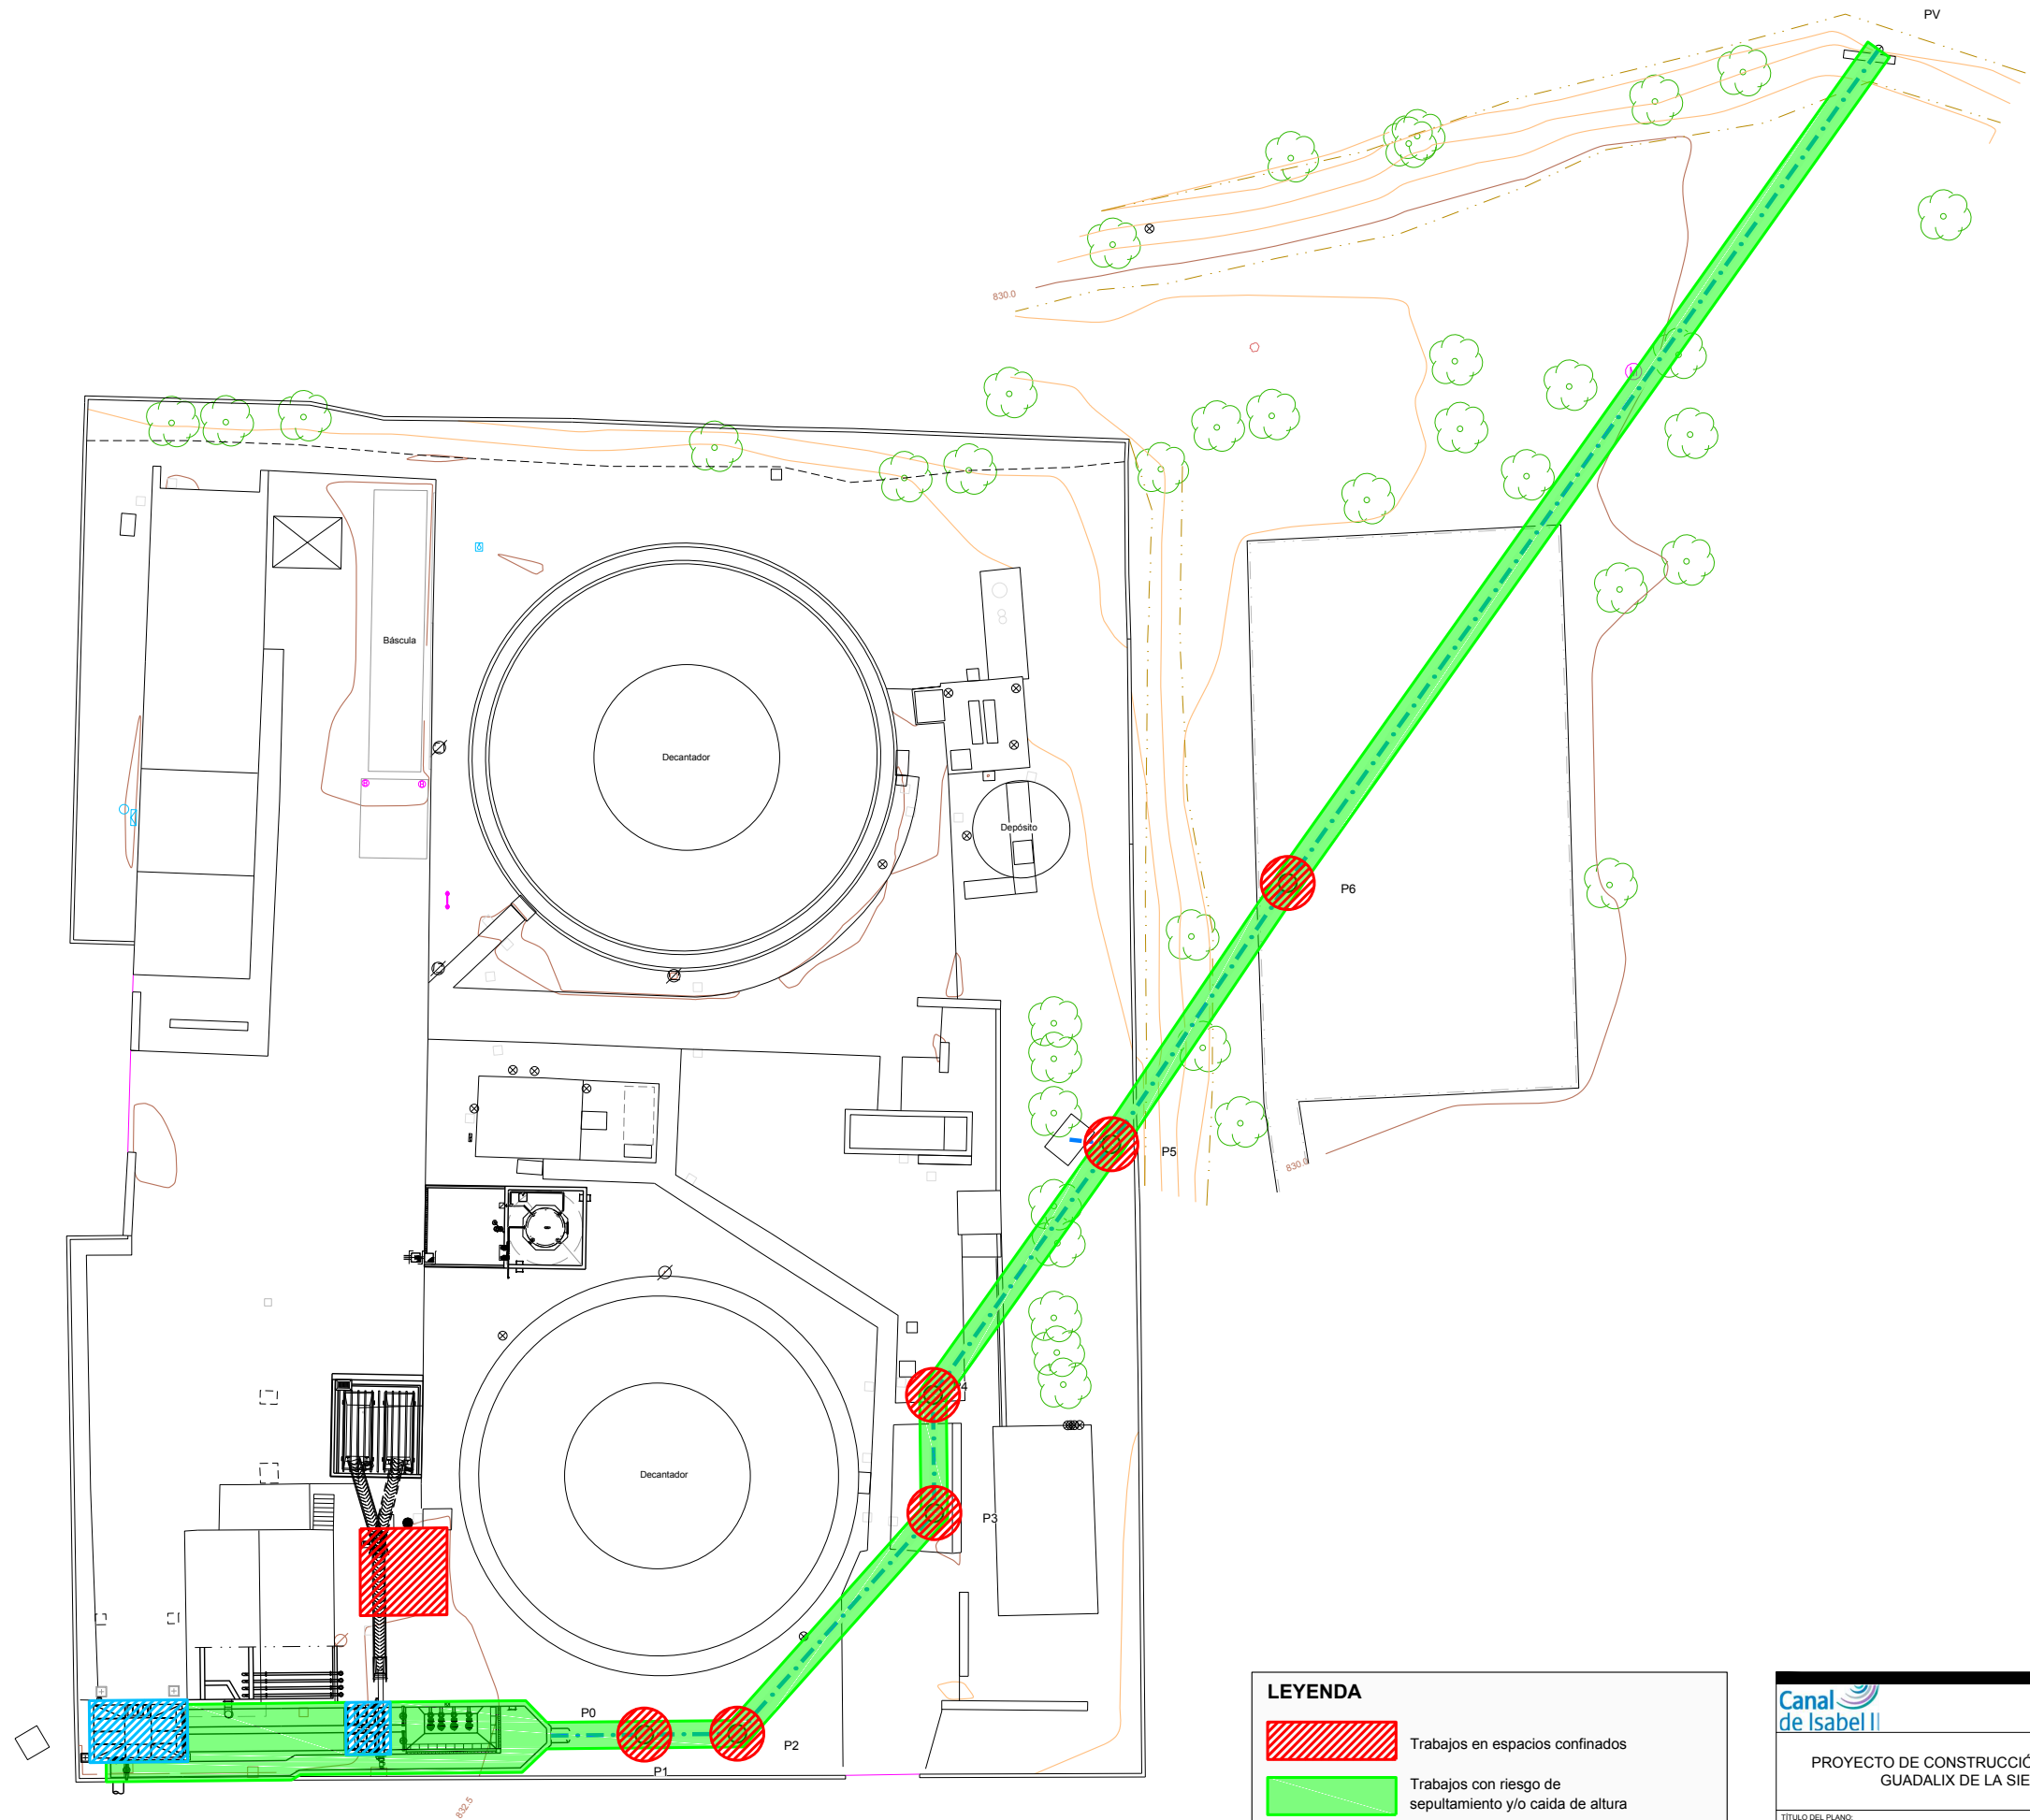 PV
830.0
Báscula
Decantador
Depósito
P6
P5
830.0
P4
Decantador
P3
P0
P2
P1
832.5
LEYENDA
Trabajos en espacios confinados
Trabajos con riesgo de
sepultamiento y/o caida de altura
Canal
de Isabel II
PROYECTO DE CONSTRUCCIÓ
GUADALIX DE LA SIE
TÍTULO DEL PLANO: